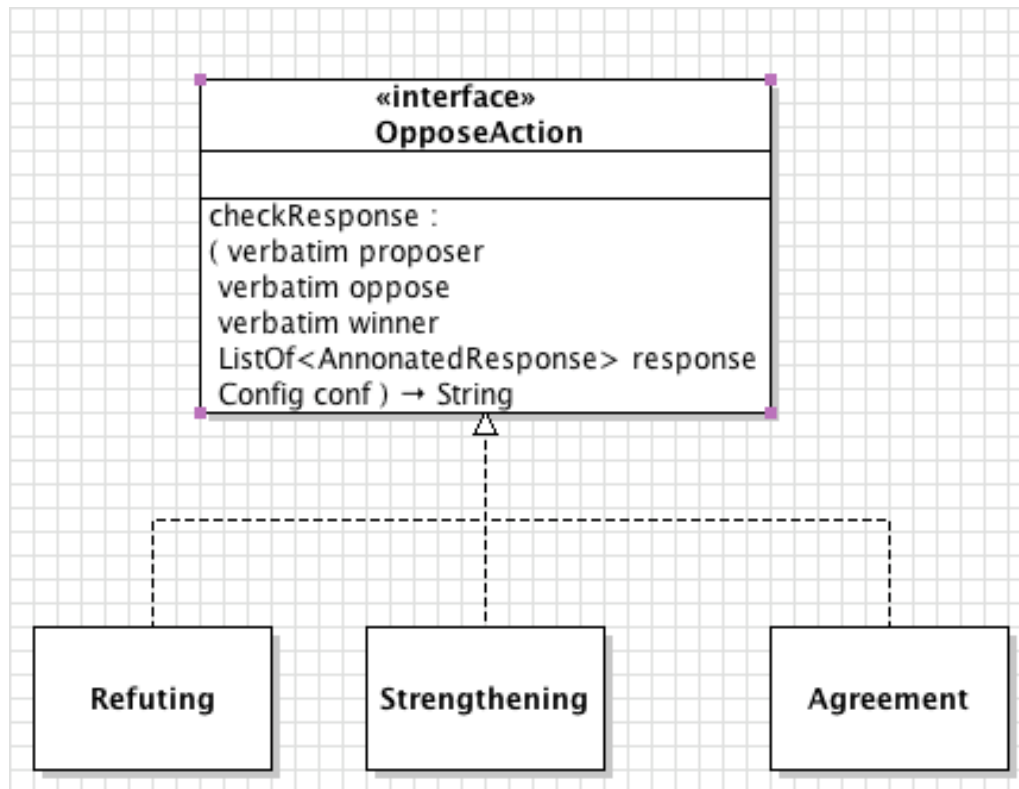 «interface»
OpposeAction
checkResponse :
( verbatim proposer
verbatim oppose
verbatim winner
ListOf<AnnonatedResponse> response
Config conf ) → String
Refuting
Strengthening
Agreement